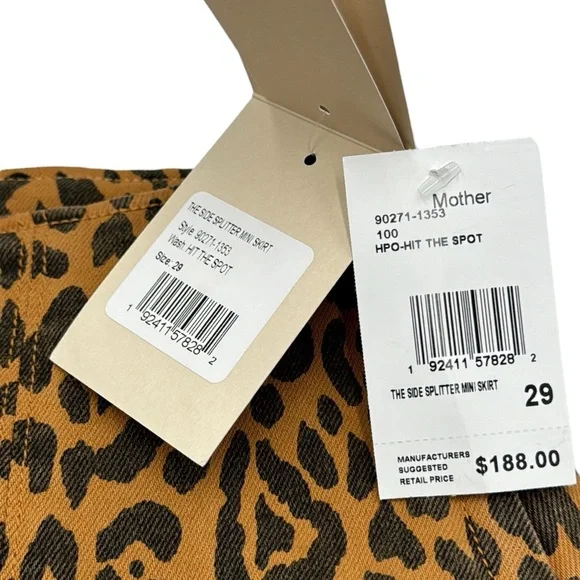 THE SIDE SPLITTER MINI SKIRT
Style: 90271-1353
Wash: HIT THE SPOT
Size: 29
1 92411 57828 2
Mother
90271-1353
100
HPO-HIT THE SPOT
1 92411 57828 2
THE SIDE SPLITTER MINI SKIRT 29
MANUFACTURERS
SUGGESTED
RETAIL PRICE $188.00